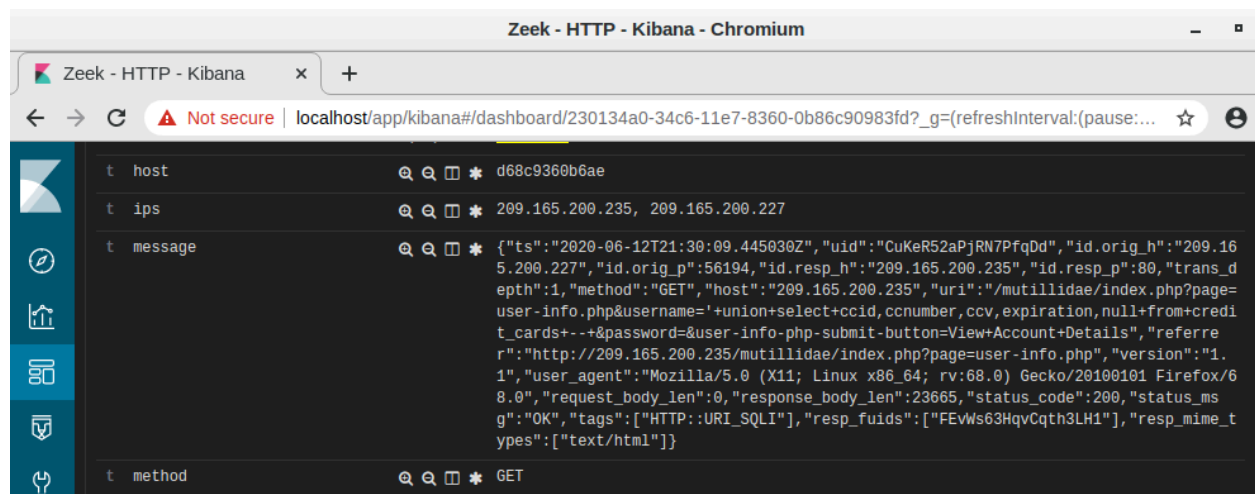 Zeek - HTTP - Kibana - Chromium
Zeek - HTTP - Kibana
Not secure | localhost/app/kibana#/dashboard/230134a0-34c6-11e7-8360-0b86c90983fd?_g=(refreshInterval:(pause:…
t host d68c9360b6ae
t ips 209.165.200.235, 209.165.200.227
t message {"ts":"2020-06-12T21:30:09.445030Z","uid":"CuKeR52aPjRN7PfqDd","id.orig_h":"209.16
5.200.227","id.orig_p":56194,"id.resp_h":"209.165.200.235","id.resp_p":80,"trans_d
epth":1,"method":"GET","host":"209.165.200.235","uri":"/mutillidae/index.php?page=
user-info.php&username='+union+select+ccid,ccnumber,ccv,expiration,null+from+credi
t_cards+--+&password=&user-info-php-submit-button=View+Account+Details","referre
r":"http://209.165.200.235/mutillidae/index.php?page=user-info.php","version":"1.
1","user_agent":"Mozilla/5.0 (X11; Linux x86_64; rv:68.0) Gecko/20100101 Firefox/6
8.0","request_body_len":0,"response_body_len":23665,"status_code":200,"status_ms
g":"OK","tags":["HTTP::URI_SQLI"],"resp_fuids":["FEvWs63HqvCqth3LH1"],"resp_mime_t
ypes":["text/html"]}
t method GET